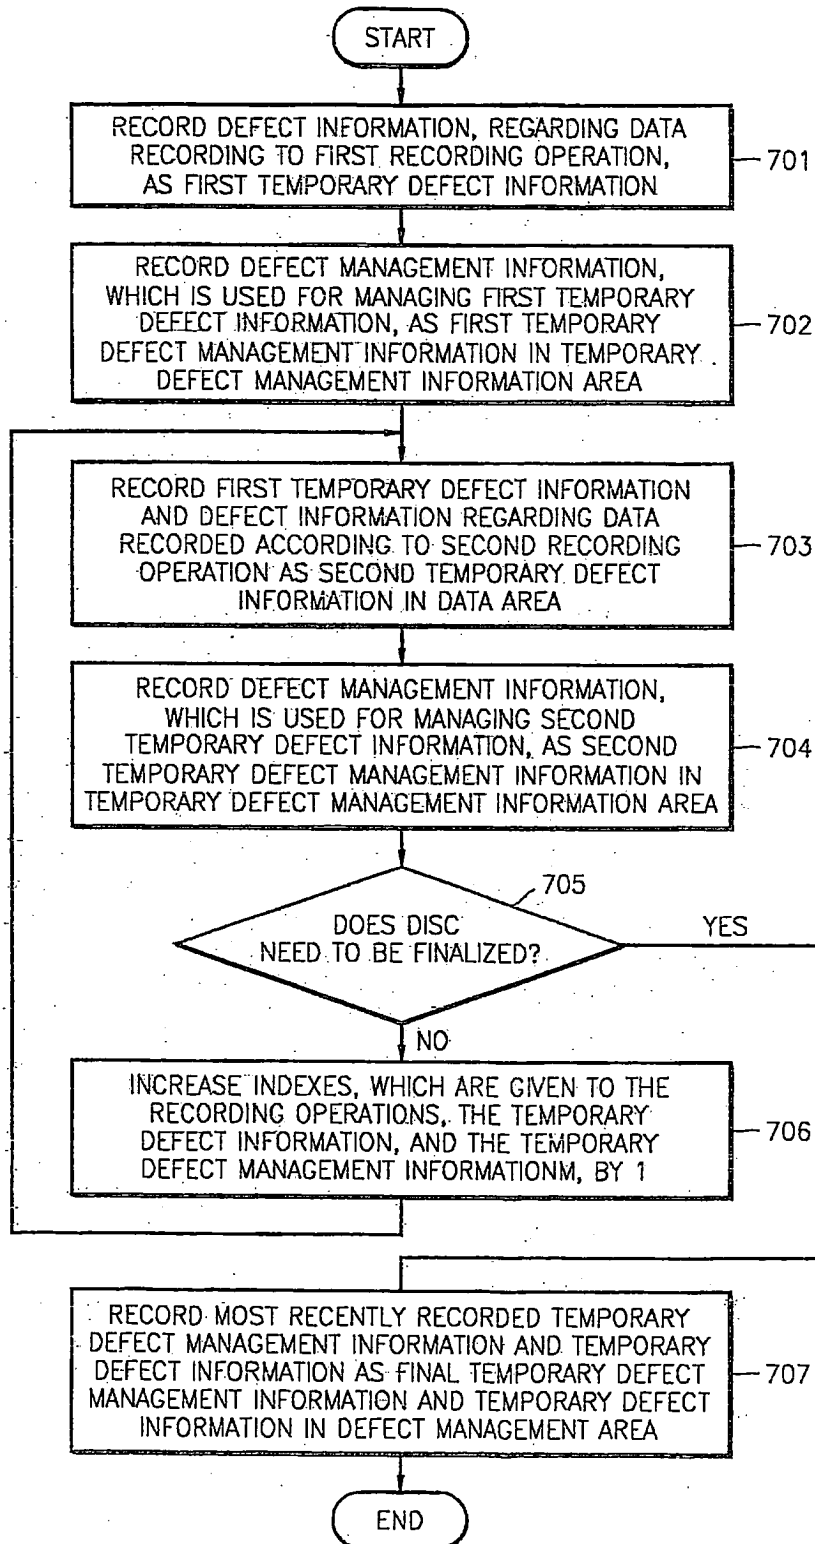 START
RECORD DEFECT INFORMATION, REGARDING DATA
RECORDING TO FIRST RECORDING OPERATION,
AS FIRST TEMPORARY DEFECT INFORMATION
701
RECORD DEFECT MANAGEMENT INFORMATION,
WHICH IS USED FOR MANAGING FIRST TEMPORARY
DEFECT INFORMATION, AS FIRST TEMPORARY
DEFECT MANAGEMENT INFORMATION IN TEMPORARY
DEFECT MANAGEMENT INFORMATION AREA
702
RECORD FIRST TEMPORARY DEFECT INFORMATION
AND DEFECT INFORMATION REGARDING DATA
RECORDED ACCORDING TO SECOND RECORDING
OPERATION AS SECOND TEMPORARY DEFECT
INFORMATION IN DATA AREA
703
RECORD DEFECT MANAGEMENT INFORMATION,
WHICH IS USED FOR MANAGING SECOND
TEMPORARY DEFECT INFORMATION, AS SECOND
TEMPORARY DEFECT MANAGEMENT INFORMATION IN
TEMPORARY DEFECT MANAGEMENT INFORMATION AREA
704
705
DOES DISC
NEED TO BE FINALIZED?
YES
NO
INCREASE INDEXES, WHICH ARE GIVEN TO THE
RECORDING OPERATIONS, THE TEMPORARY
DEFECT INFORMATION, AND THE TEMPORARY
DEFECT MANAGEMENT INFORMATIONM, BY 1
706
RECORD MOST RECENTLY RECORDED TEMPORARY
DEFECT MANAGEMENT INFORMATION AND TEMPORARY
DEFECT INFORMATION AS FINAL TEMPORARY DEFECT
MANAGEMENT INFORMATION AND TEMPORARY DEFECT
INFORMATION IN DEFECT MANAGEMENT AREA
707
END